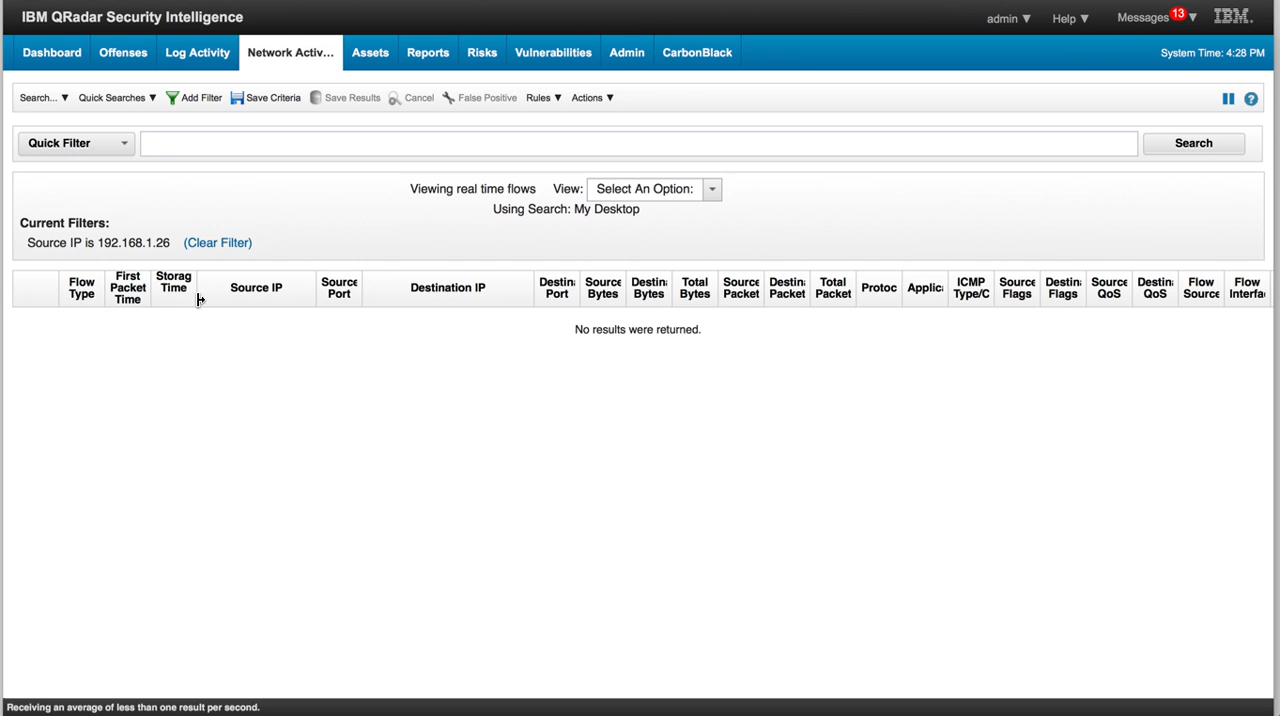 IBM QRadar Security Intelligence
admin ▼ Help ▼ Messages 13 ▼ IBM.
Dashboard Offenses Log Activity Network Activ... Assets Reports Risks Vulnerabilities Admin CarbonBlack System Time: 4:28 PM
Search... ▼ Quick Searches ▼ Add Filter Save Criteria Save Results Cancel False Positive Rules ▼ Actions ▼
Quick Filter Search
Viewing real time flows View: Select An Option:
Using Search: My Desktop
Current Filters:
Source IP is 192.168.1.26 (Clear Filter)
Flow Type First Packet Time Storag Time Source IP Source Port Destination IP Destin Port Source Bytes Destin Bytes Total Bytes Source Packet Destin Packet Total Packet Protoc Applic ICMP Type/C Source Flags Destin Flags Source QoS Destin QoS Flow Source Flow Interfa
No results were returned.
Receiving an average of less than one result per second.